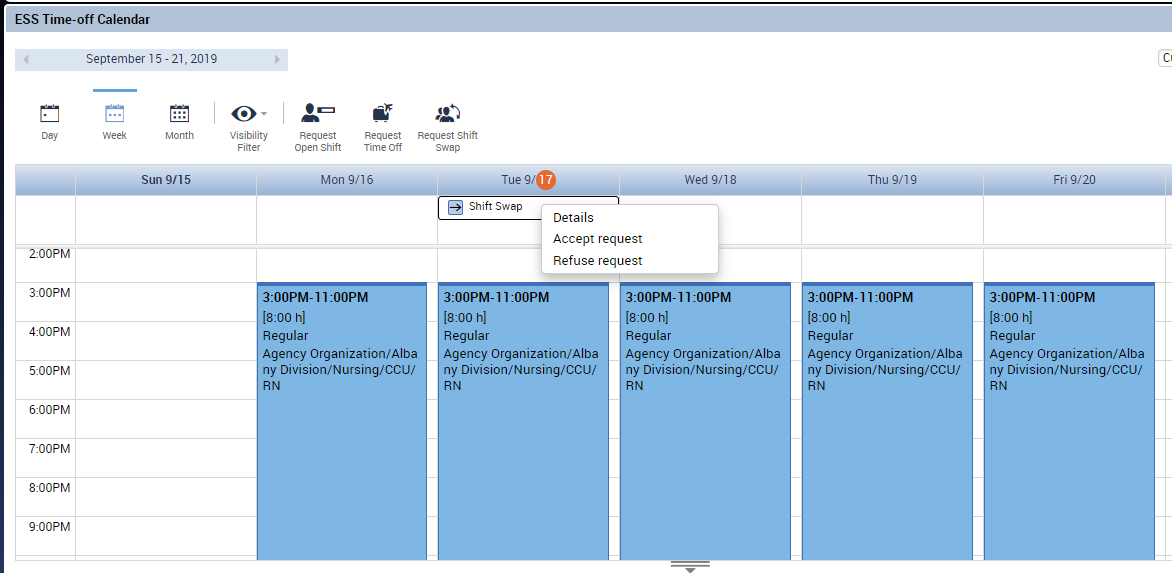 ESS Time-off Calendar
September 15 - 21, 2019
Day
Week
Month
Visibility
Filter
Request
Open Shift
Request
Time Off
Request Shift
Swap
Sun 9/15
Mon 9/16
Tue 9/17
Wed 9/18
Thu 9/19
Fri 9/20
Shift Swap
Details
Accept request
Refuse request
2:00PM
3:00PM
4:00PM
5:00PM
6:00PM
7:00PM
8:00PM
9:00PM
3:00PM-11:00PM
[8:00 h]
Regular
Agency Organization/Alba
ny Division/Nursing/CCU/
RN
3:00PM-11:00PM
[8:00 h]
Regular
Agency Organization/Alba
ny Division/Nursing/CCU/
RN
3:00PM-11:00PM
[8:00 h]
Regular
Agency Organization/Alba
ny Division/Nursing/CCU/
RN
3:00PM-11:00PM
[8:00 h]
Regular
Agency Organization/Alba
ny Division/Nursing/CCU/
RN
3:00PM-11:00PM
[8:00 h]
Regular
Agency Organization/Alba
ny Division/Nursing/CCU/
RN